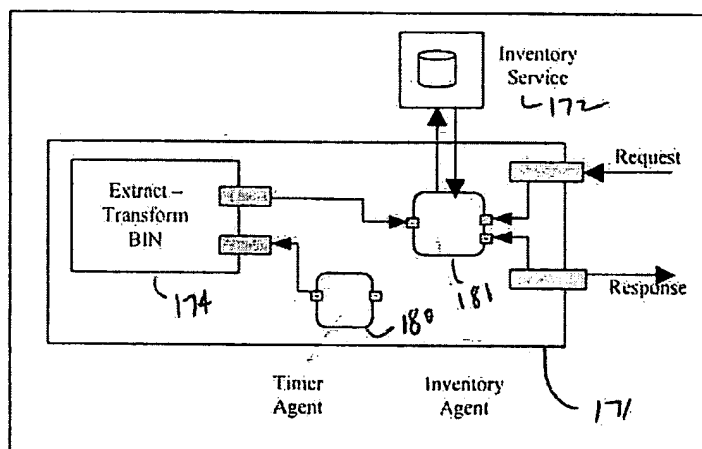 Inventory
Service
172
Request
Extract –
Transform
BIN
174
180
181
Response
Timer
Agent
Inventory
Agent
171